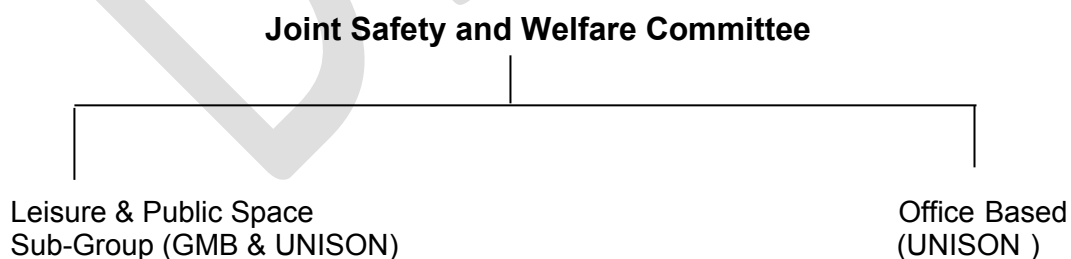 Joint Safety and Welfare Committee
Leisure & Public Space
Sub-Group (GMB & UNISON)
Office Based
(UNISON )